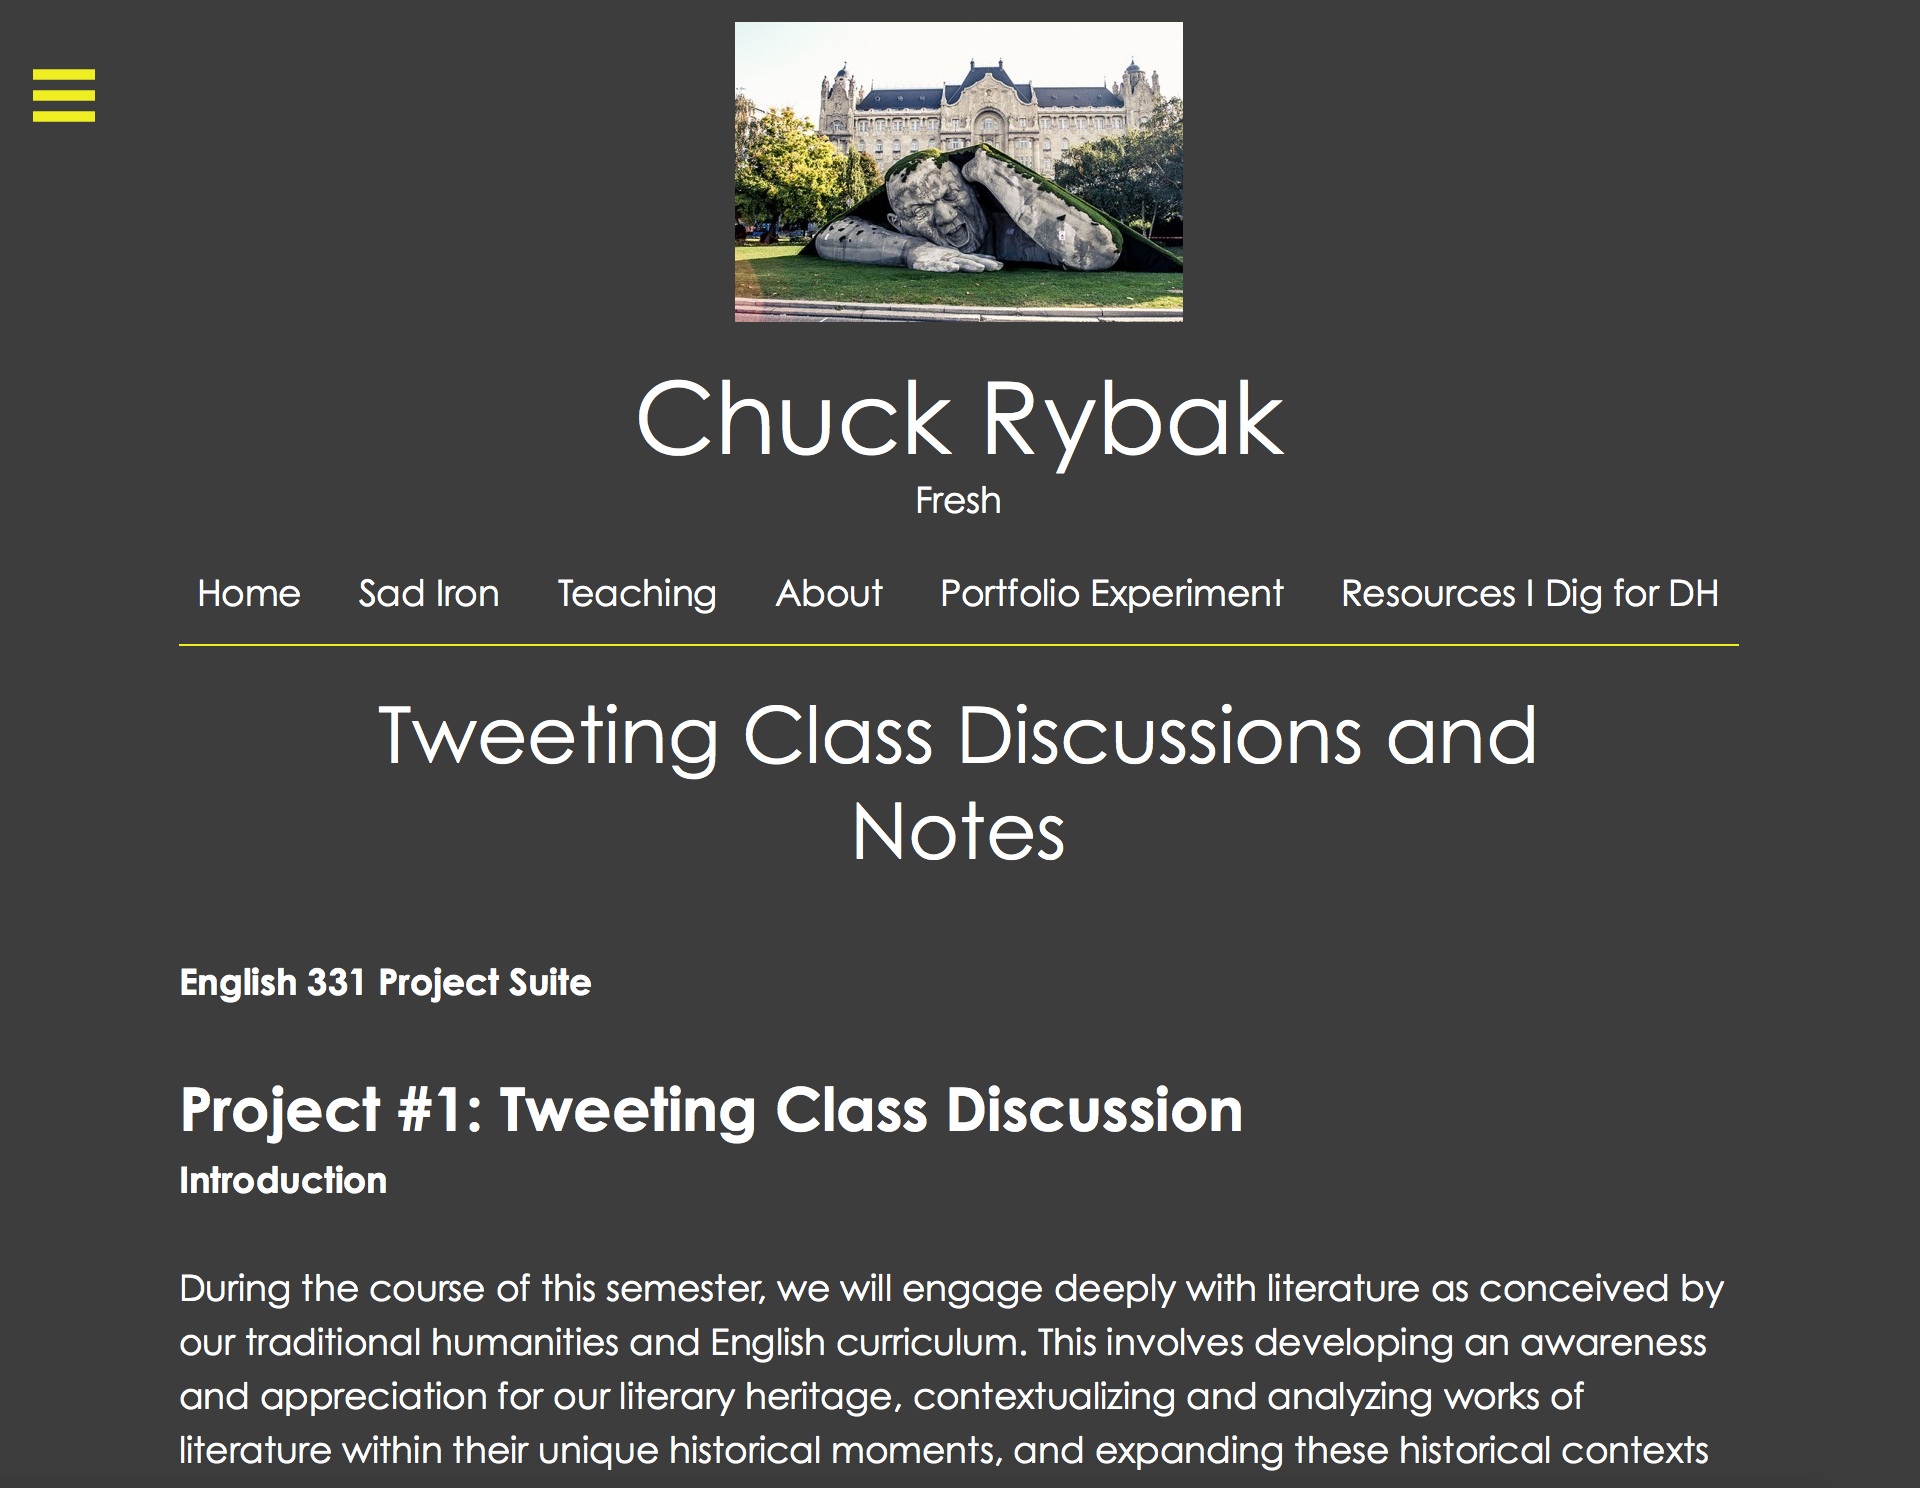 Chuck Rybak
Fresh
Home Sad Iron Teaching About Portfolio Experiment Resources I Dig for DH
Tweeting Class Discussions and
Notes
English 331 Project Suite
Project #1: Tweeting Class Discussion
Introduction
During the course of this semester, we will engage deeply with literature as conceived by
our traditional humanities and English curriculum. This involves developing an awareness
and appreciation for our literary heritage, contextualizing and analyzing works of
literature within their unique historical moments, and expanding these historical contexts